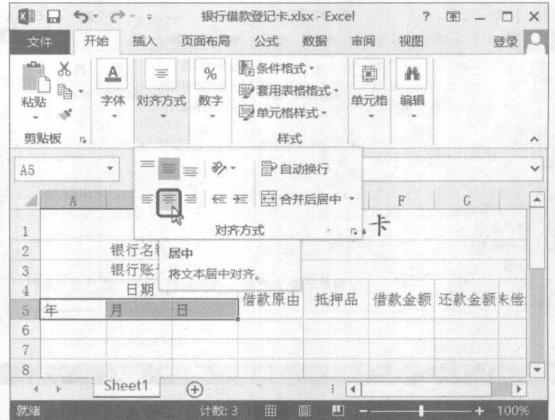 银行借款登记卡.xlsx - Excel
文件 开始 插入 页面布局 公式 数据 审阅 视图 登录
粘贴 字体 对齐方式 数字 条件格式 套用表格格式 单元格样式 单元格 编辑
剪贴板 样式
A5 自动换行
合并后居中
对齐方式
A F G
1 卡
居中
将文本居中对齐。
2 银行名
3 银行账
4 日期 借款原由 抵押品 借款金额 还款金额 未偿
5 年 月 日
6
7
8
Sheet1
就绪 计数: 3 100%